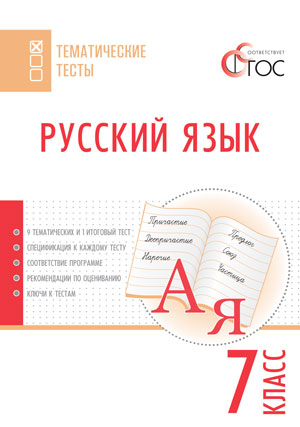 ТЕМАТИЧЕСКИЕ
ТЕСТЫ
СООТВЕТСТВУЕТ
ФГОС
РУССКИЙ ЯЗЫК
9 ТЕМАТИЧЕСКИХ И 1 ИТОГОВЫЙ ТЕСТ
СПЕЦИФИКАЦИЯ К КАЖДОМУ ТЕСТУ
СООТВЕТСТВИЕ ПРОГРАММЕ
РЕКОМЕНДАЦИИ ПО ОЦЕНИВАНИЮ
КЛЮЧИ К ТЕСТАМ
Причастие
Деепричастие
Наречие
Предлог
Союз
Частица
А Я
7 КЛАСС